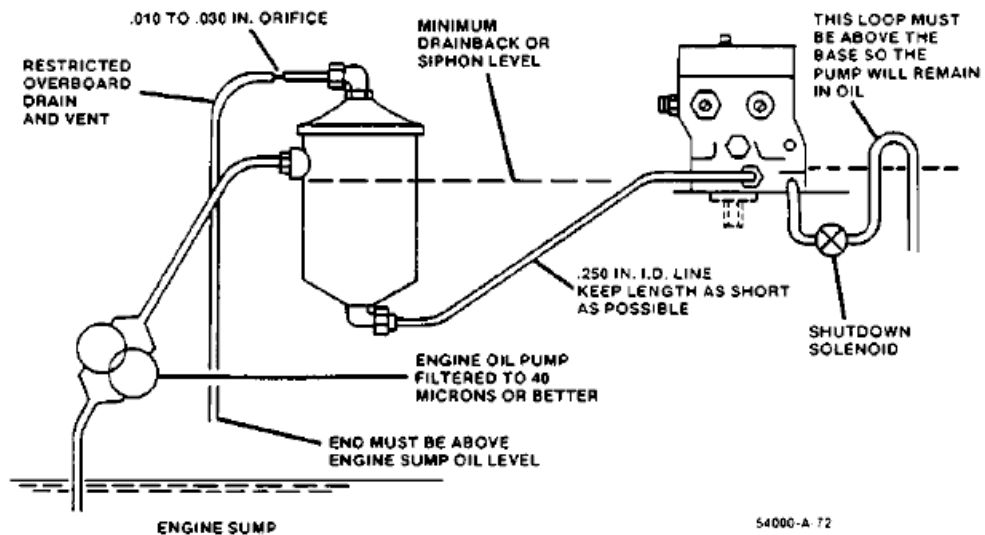 .010 TO .030 IN. ORIFICE
RESTRICTED
OVERBOARD
DRAIN
AND VENT
MINIMUM
DRAINBACK OR
SIPHON LEVEL
THIS LOOP MUST
BE ABOVE THE
BASE SO THE
PUMP WILL REMAIN
IN OIL
.250 IN. I.D. LINE
KEEP LENGTH AS SHORT
AS POSSIBLE
SHUTDOWN
SOLENOID
ENGINE OIL PUMP
FILTERED TO 40
MICRONS OR BETTER
END MUST BE ABOVE
ENGINE SUMP OIL LEVEL
ENGINE SUMP
54000-A-72